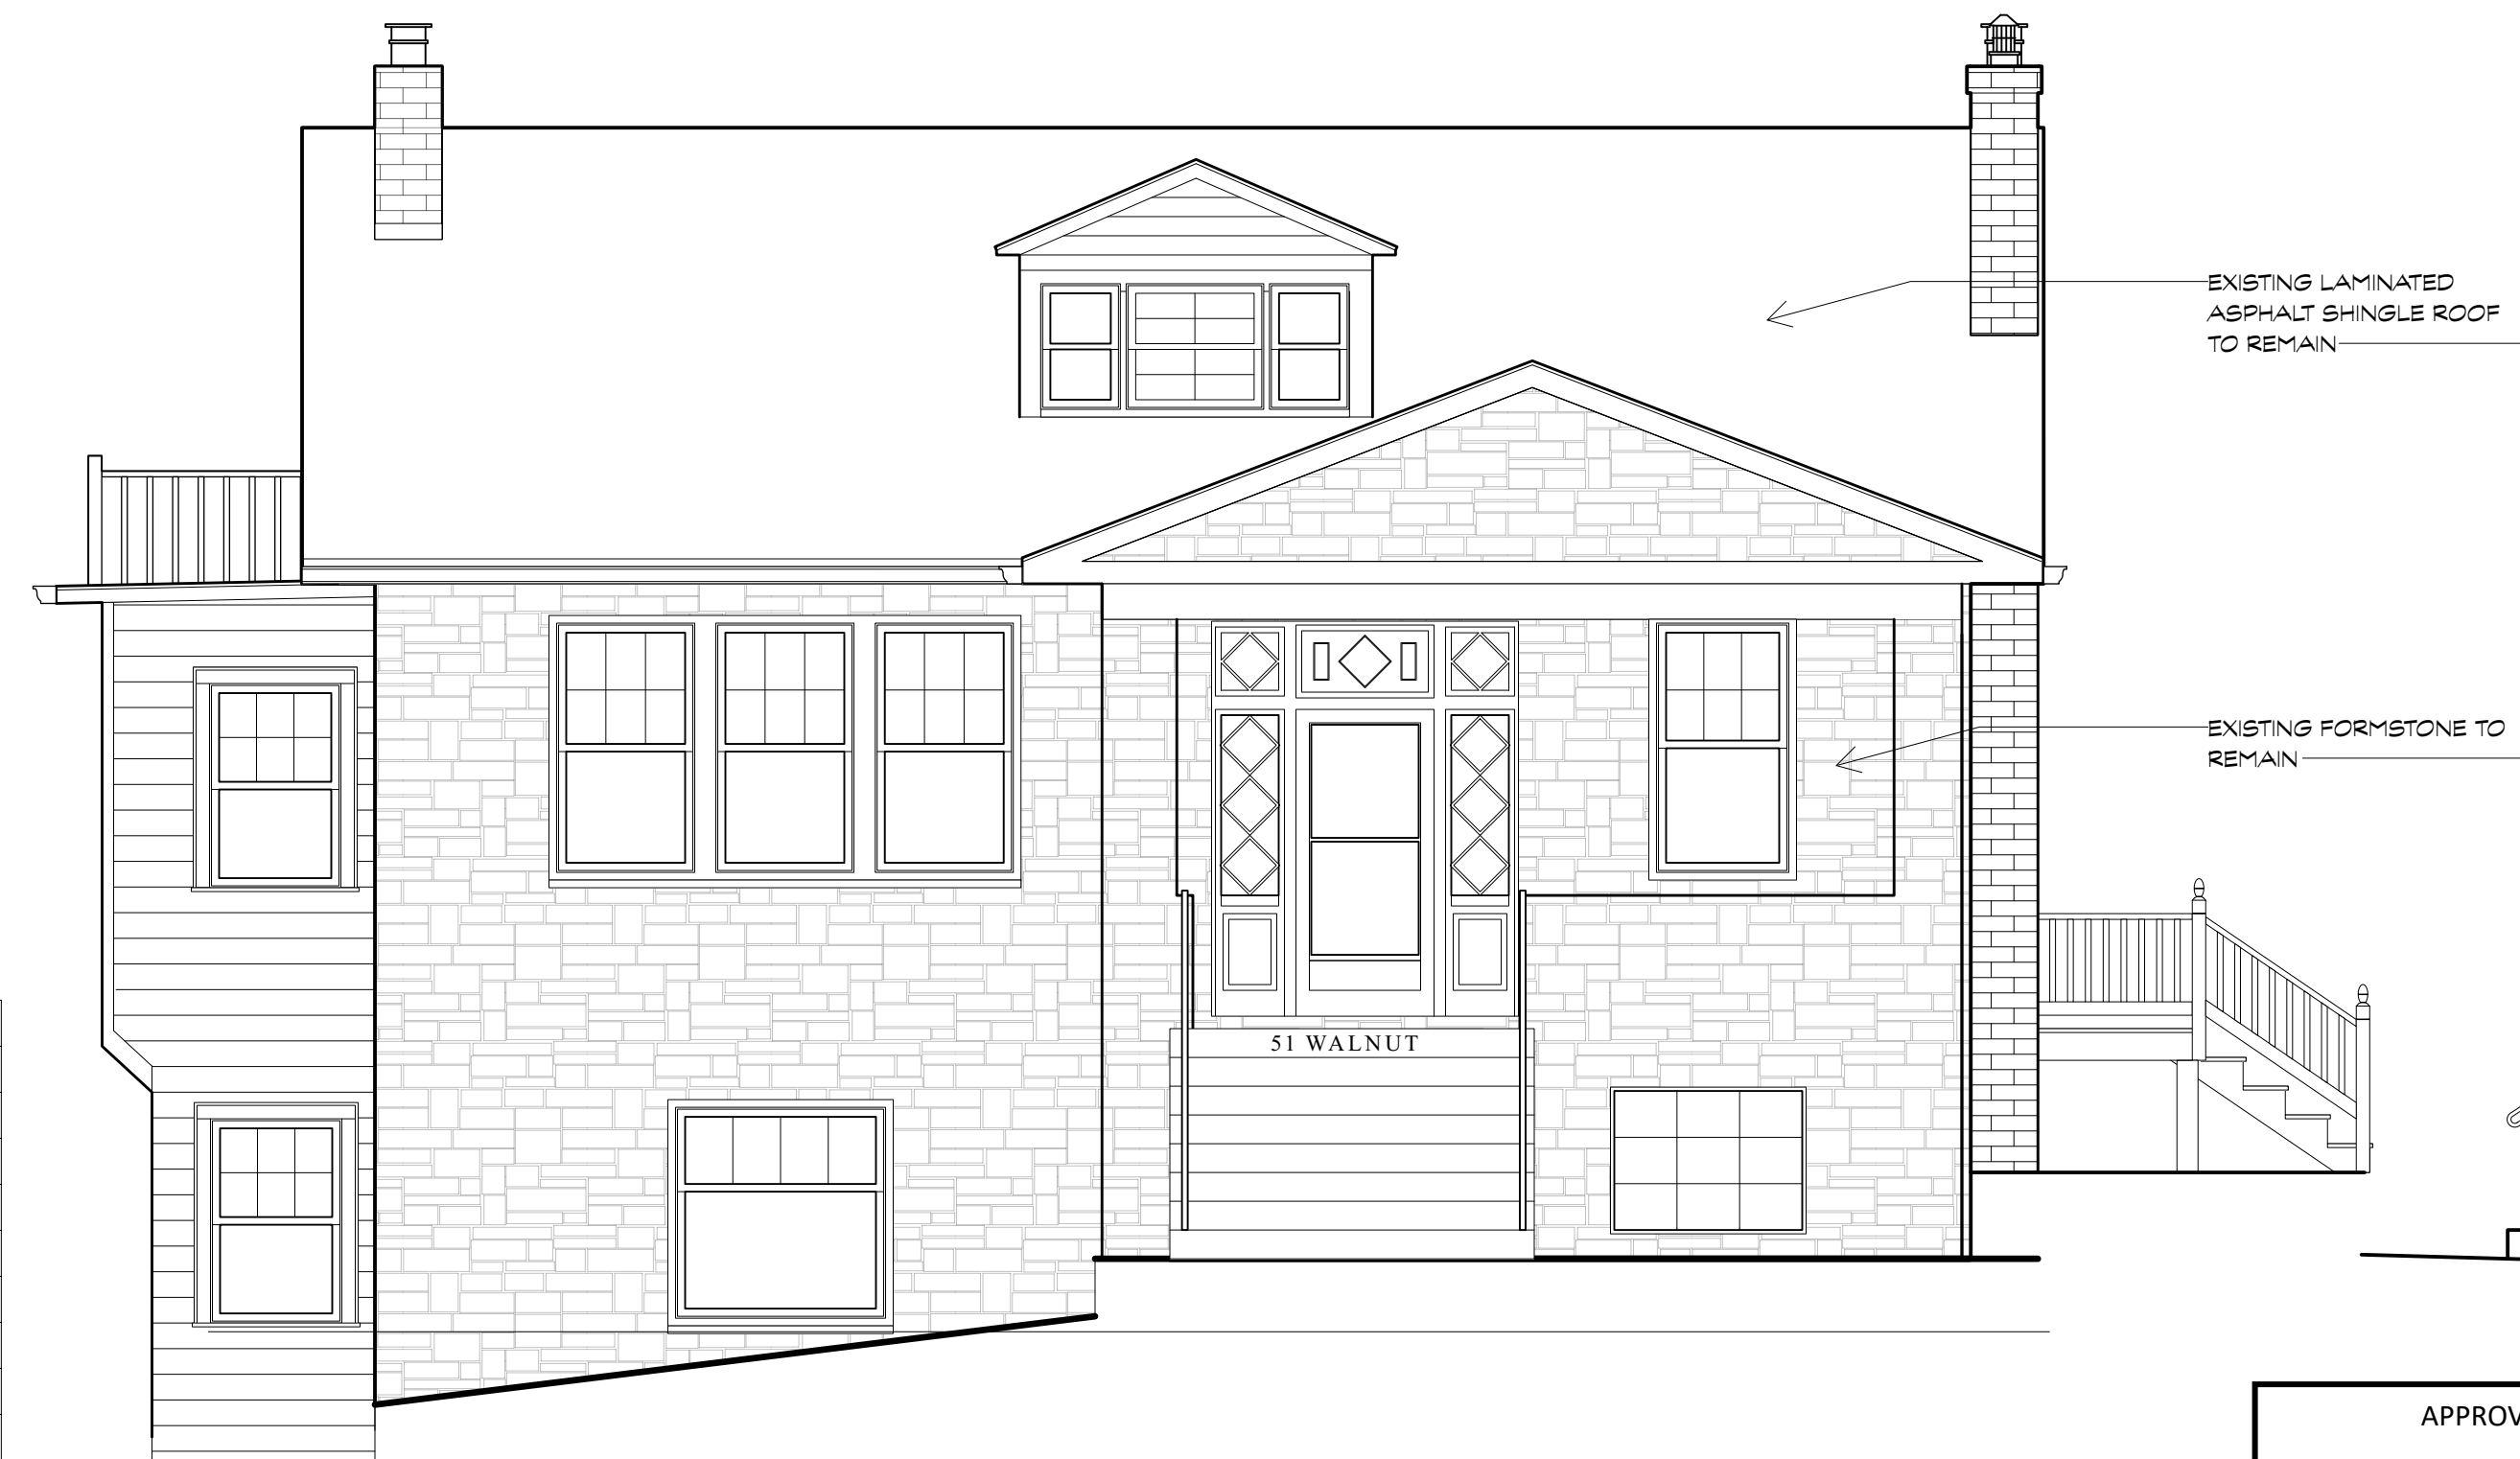 EXISTING LAMINATED
ASPHALT SHINGLE ROOF
TO REMAIN
EXISTING FORMSTONE TO
REMAIN
51 WALNUT
APPROV